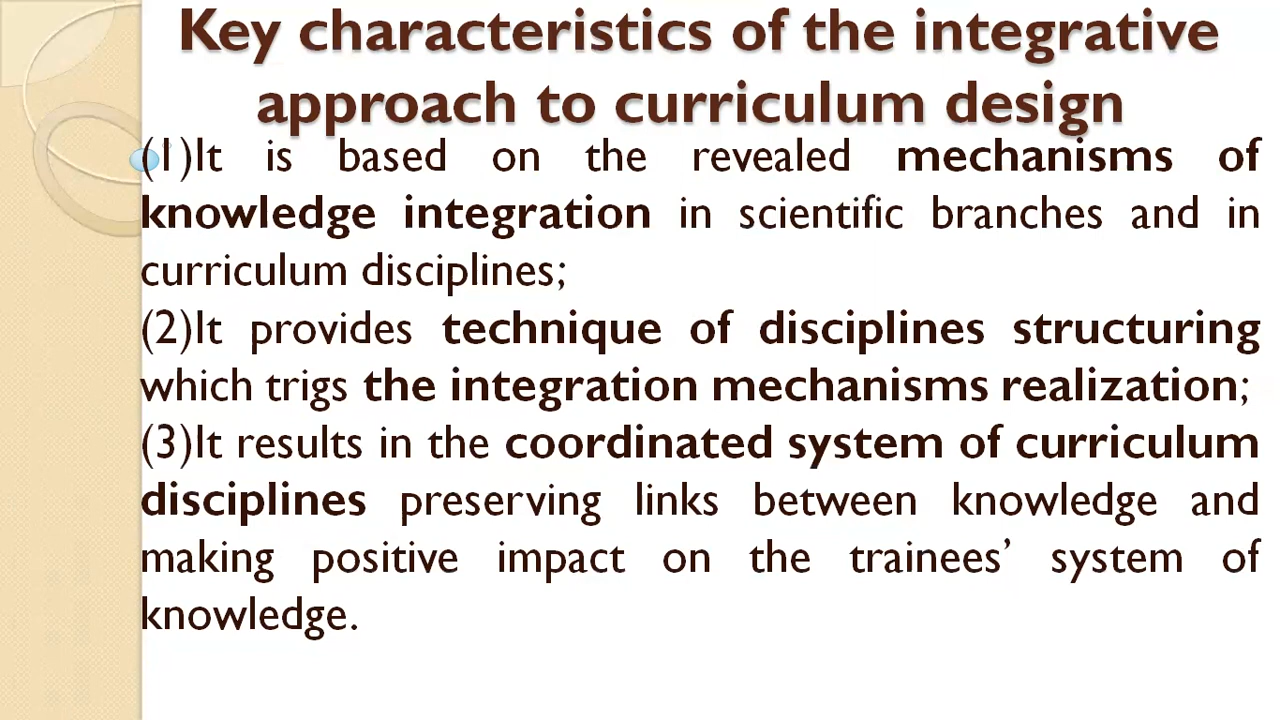 Key characteristics of the integrative
approach to curriculum design
(1)It is based on the revealed mechanisms of
knowledge integration in scientific branches and in
curriculum disciplines;
(2)It provides technique of disciplines structuring
which trigs the integration mechanisms realization;
(3)It results in the coordinated system of curriculum
disciplines preserving links between knowledge and
making positive impact on the trainees’ system of
knowledge.